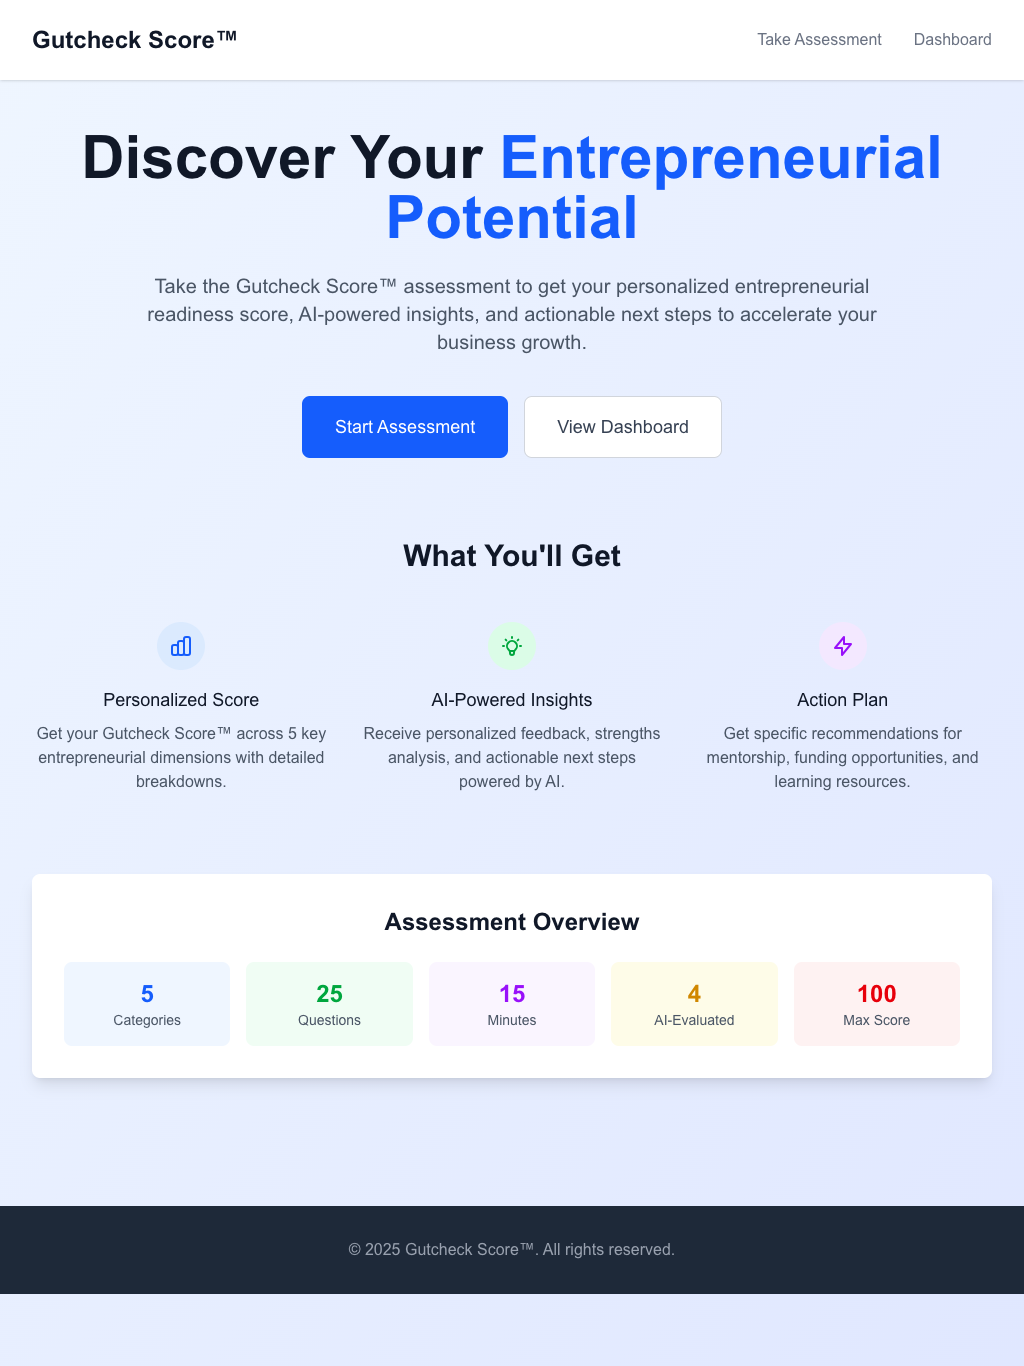 Gutcheck Score™
Take Assessment
Dashboard
Discover Your Entrepreneurial
Potential
Take the Gutcheck Score™ assessment to get your personalized entrepreneurial
readiness score, AI-powered insights, and actionable next steps to accelerate your
business growth.
Start Assessment
View Dashboard
What You'll Get
Personalized Score
Get your Gutcheck Score™ across 5 key
entrepreneurial dimensions with detailed
breakdowns.
AI-Powered Insights
Receive personalized feedback, strengths
analysis, and actionable next steps
powered by AI.
Action Plan
Get specific recommendations for
mentorship, funding opportunities, and
learning resources.
Assessment Overview
5
Categories
25
Questions
15
Minutes
4
AI-Evaluated
100
Max Score
© 2025 Gutcheck Score™. All rights reserved.